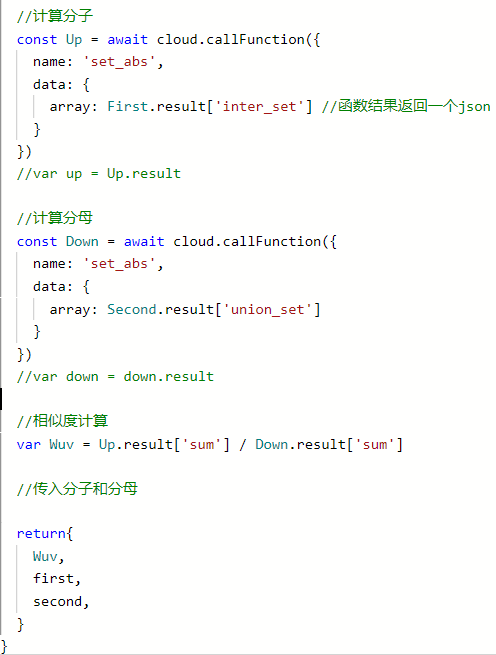 //计算分子
const Up = await cloud.callFunction({
name: 'set_abs',
data: {
array: First.result['inter_set'] //函数结果返回一个json
}
})
//var up = Up.result
//计算分母
const Down = await cloud.callFunction({
name: 'set_abs',
data: {
array: Second.result['union_set']
}
})
//var down = down.result
//相似度计算
var Wuv = Up.result['sum'] / Down.result['sum']
//传入分子和分母
return{
Wuv,
first,
second,
}
}